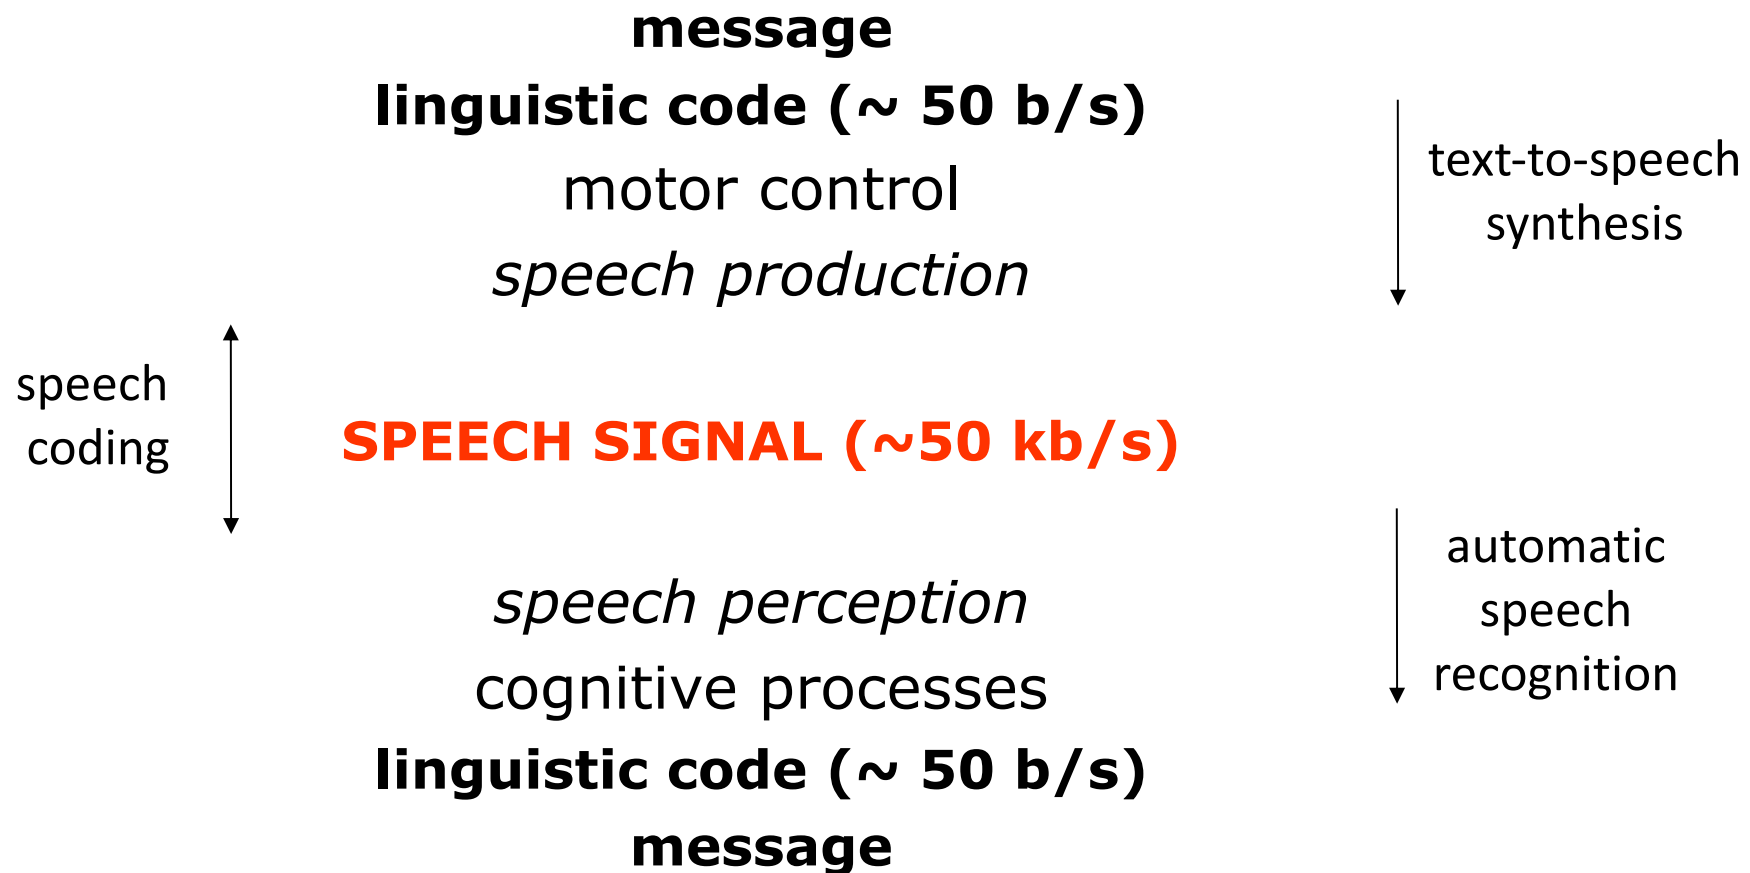 message
linguistic code (~ 50 b/s)
motor control
text-to-speech
synthesis
speech production
speech
coding
SPEECH SIGNAL (~50 kb/s)
automatic
speech
recognition
speech perception
cognitive processes
linguistic code (~ 50 b/s)
message